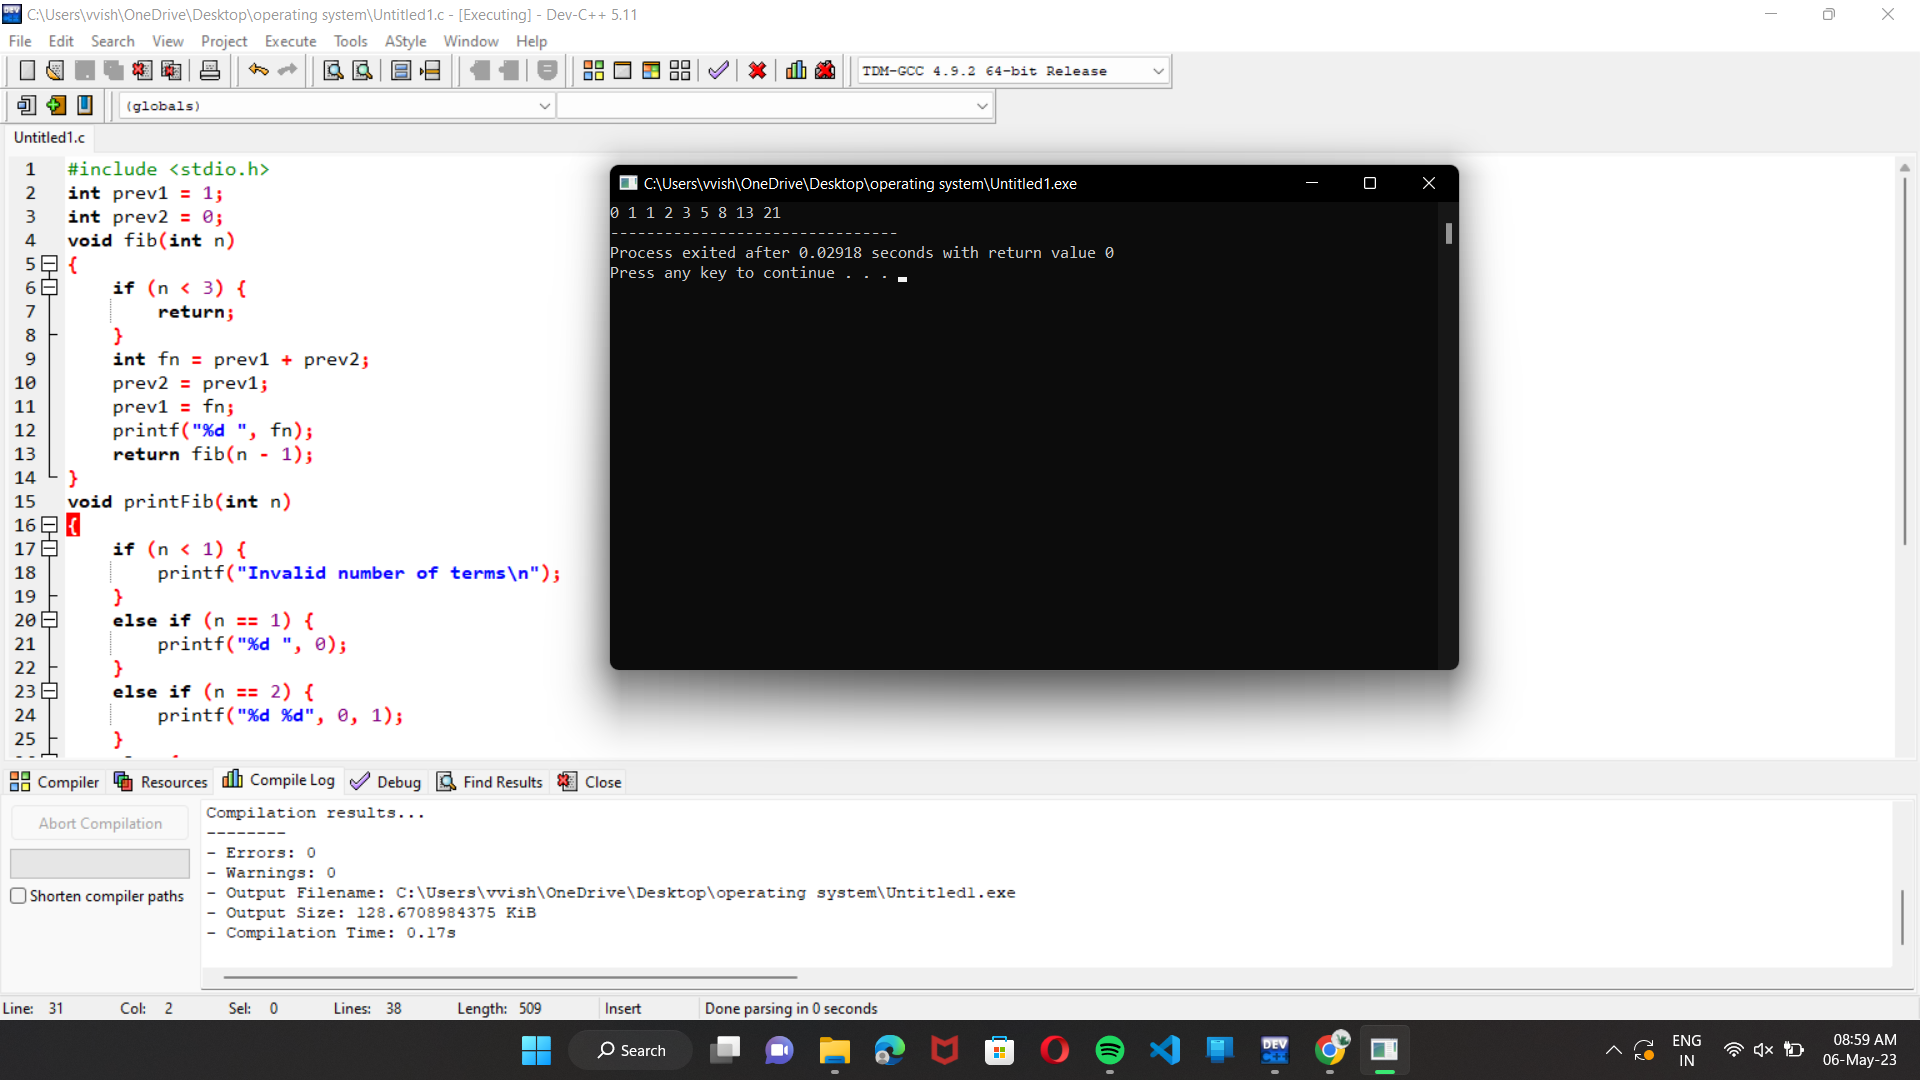 C:\Users\vvish\OneDrive\Desktop\operating system\Untitled1.c - [Executing] - Dev-C++ 5.11
File Edit Search View Project Execute Tools AStyle Window Help
TDM-GCC 4.9.2 64-bit Release
(globals)
Untitled1.c
1 #include <stdio.h>
2 int prev1 = 1;
3 int prev2 = 0;
4 void fib(int n)
5 {
6 if (n < 3) {
7 return;
8 }
9 int fn = prev1 + prev2;
10 prev2 = prev1;
11 prev1 = fn;
12 printf("%d ", fn);
13 return fib(n - 1);
14 }
15 void printFib(int n)
16 {
17 if (n < 1) {
18 printf("Invalid number of terms\n");
19 }
20 else if (n == 1) {
21 printf("%d ", 0);
22 }
23 else if (n == 2) {
24 printf("%d %d", 0, 1);
25 }
C:\Users\vvish\OneDrive\Desktop\operating system\Untitled1.exe
0 1 1 2 3 5 8 13 21
--------------------------------
Process exited after 0.02918 seconds with return value 0
Press any key to continue . . .
Compiler Resources Compile Log Debug Find Results Close
Abort Compilation
Shorten compiler paths
Compilation results...
--------
- Errors: 0
- Warnings: 0
- Output Filename: C:\Users\vvish\OneDrive\Desktop\operating system\Untitled1.exe
- Output Size: 128.6708984375 KiB
- Compilation Time: 0.17s
Line: 31 Col: 2 Sel: 0 Lines: 38 Length: 509 Insert Done parsing in 0 seconds
Search
DEV C++
ENG
IN
08:59 AM
06-May-23